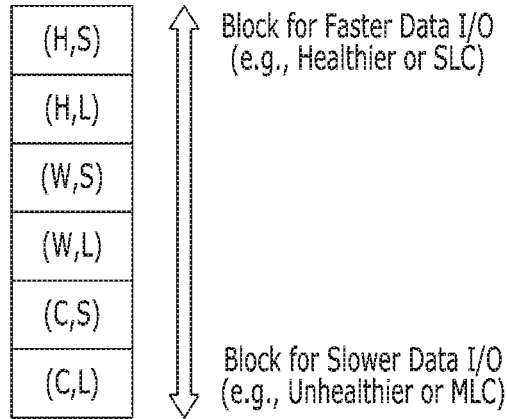 (H,S)
(H,L)
(W,S)
(W,L)
(C,S)
(C,L)
Block for Faster Data I/O
(e.g., Healthier or SLC)
Block for Slower Data I/O
(e.g., Unhealthier or MLC)